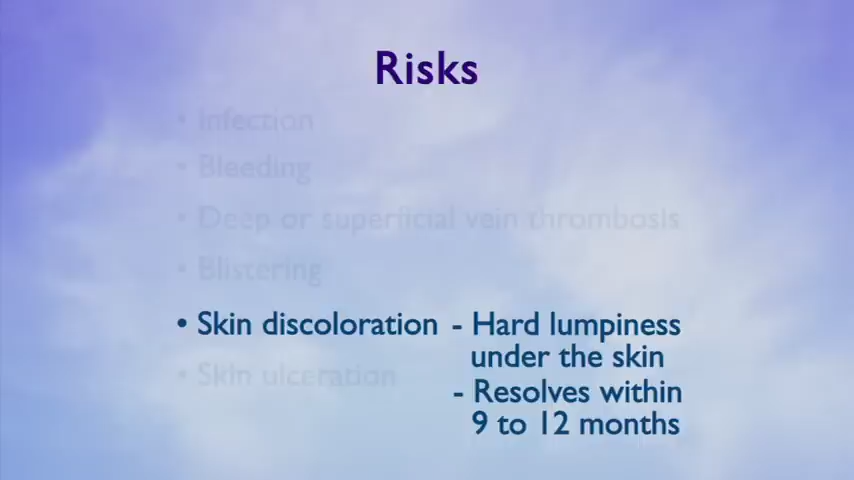 Risks
• Infection
• Bleeding
• Deep or superficial vein thrombosis
• Blistering
• Skin discoloration - Hard lumpiness
under the skin
• Skin ulceration
- Resolves within
9 to 12 months